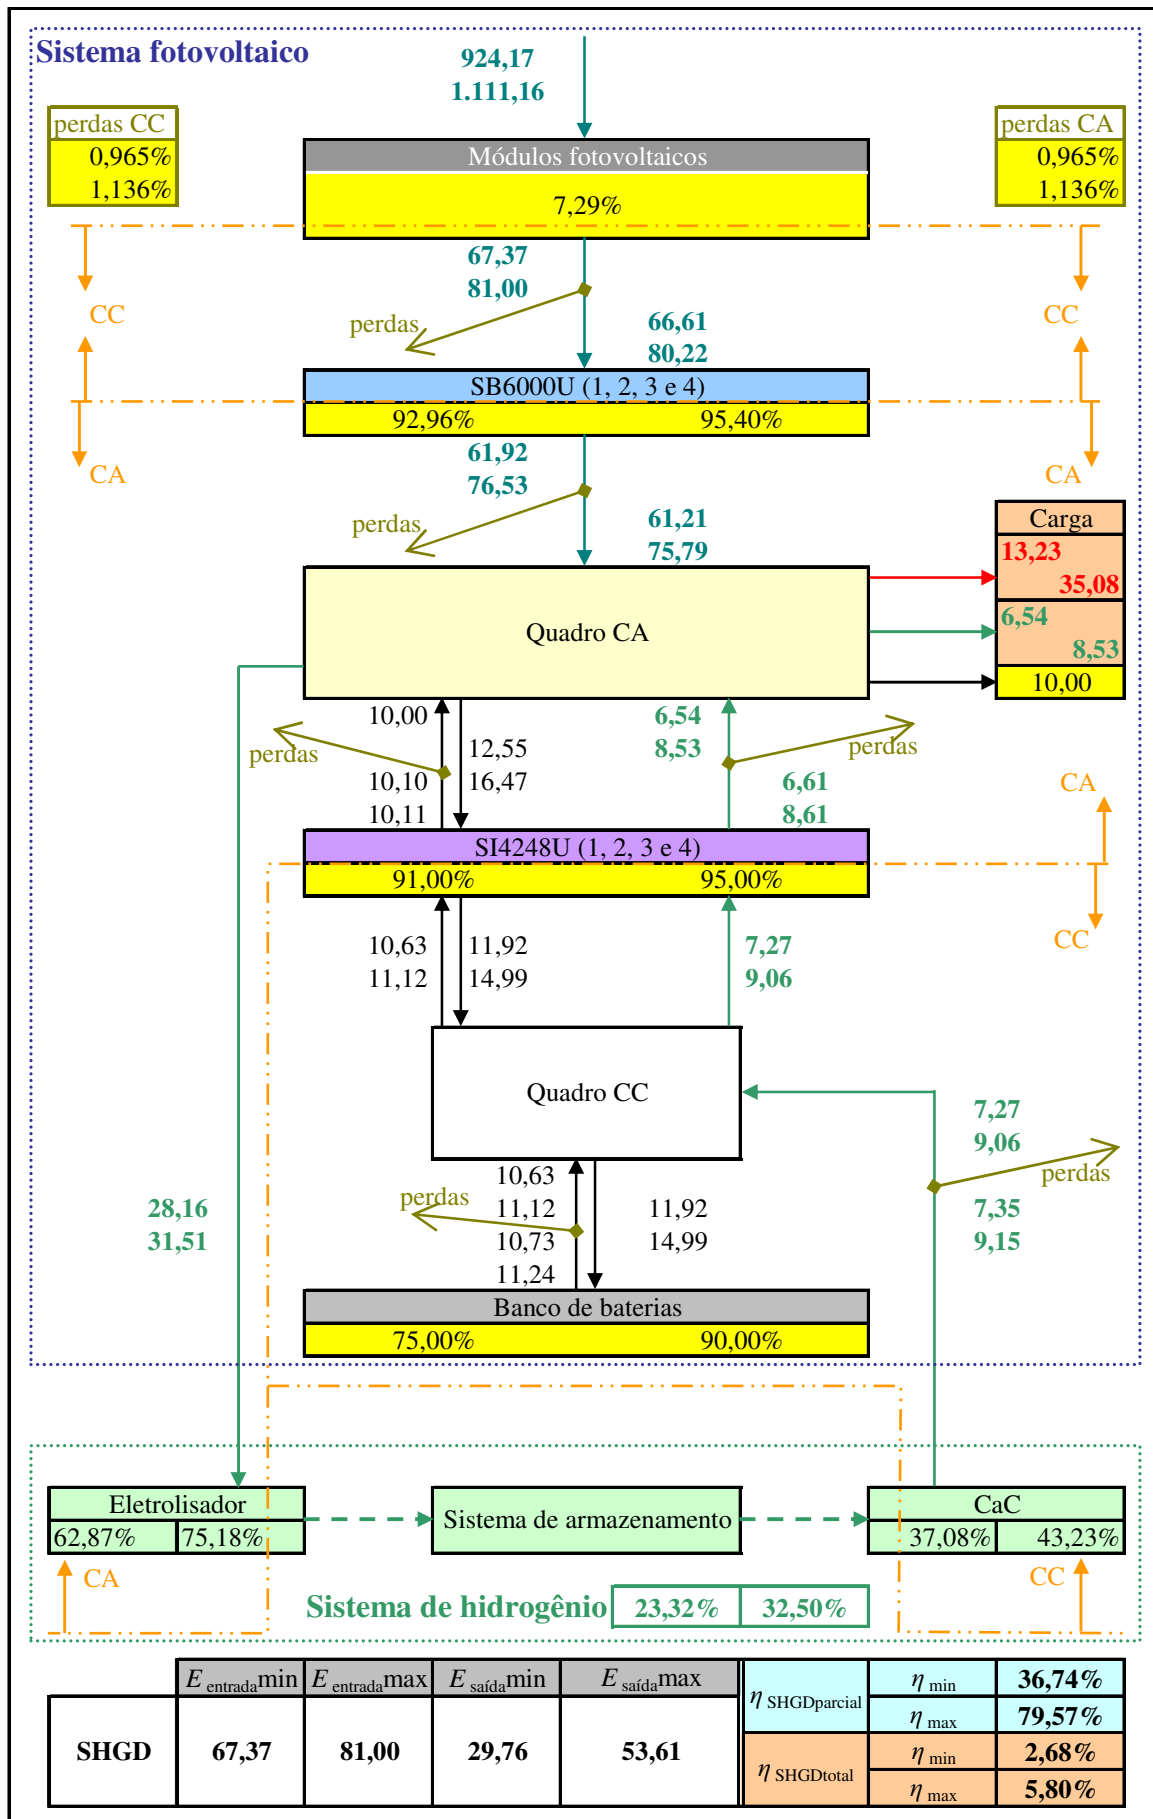 Sistema fotovoltaico
924,17
1.111,16
perdas CC
0,965%
1,136%
perdas CA
0,965%
1,136%
Módulos fotovoltaicos
7,29%
67,37
81,00
perdas
66,61
80,22
CC
CC
SB6000U (1, 2, 3 e 4)
92,96% 95,40%
CA
CA
61,92
76,53
perdas
61,21
75,79
Carga
13,23
35,08
6,54
8,53
10,00
Quadro CA
10,00
perdas
12,55
16,47
10,10
10,11
6,54
8,53
perdas
6,61
8,61
CA
SI4248U (1, 2, 3 e 4)
91,00% 95,00%
CC
10,63
11,12
11,92
14,99
7,27
9,06
Quadro CC
7,27
9,06
perdas
7,35
9,15
10,63
11,12
perdas
10,73
11,24
11,92
14,99
28,16
31,51
Banco de baterias
75,00% 90,00%
Eletrolisador
62,87% 75,18%
Sistema de armazenamento
CaC
37,08% 43,23%
CA
CC
Sistema de hidrogênio 23,32% 32,50%
E entradamin E entradamax E saídamin E saídamax
SHGD 67,37 81,00 29,76 53,61
η SHGDparcial
η min 36,74%
η max 79,57%
η SHGDtotal
η min 2,68%
η max 5,80%